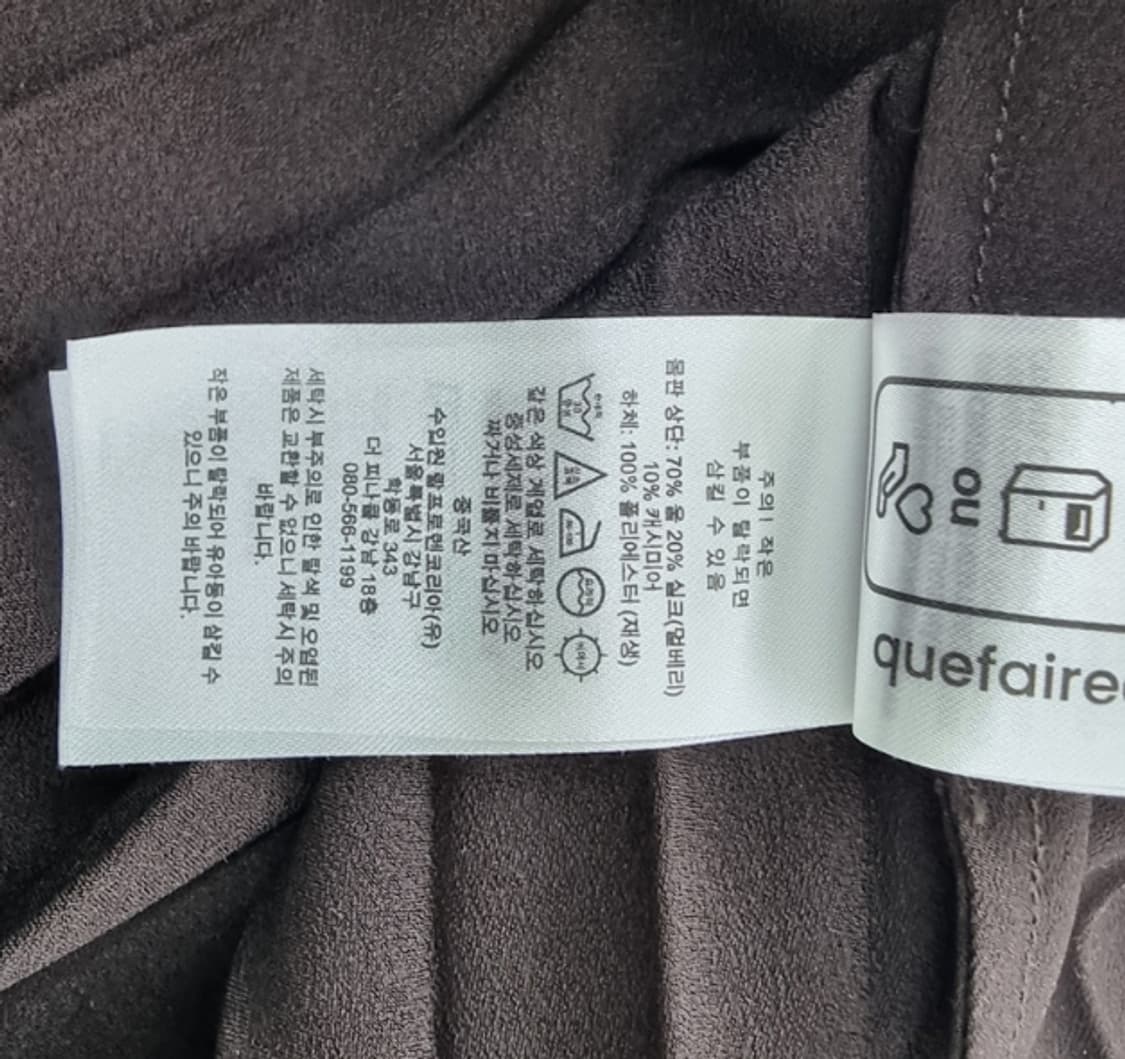 주의! 작은
부품이 탈락되면
삼킬 수 있음
몸판 상단: 70% 울 20% 실크(멀베리)
10% 캐시미어
하체: 100% 폴리에스터 (재생)
같은 색상 계열로 세탁하십시오
중성세제로 세탁하십시오
짜거나 비틀지 마십시오
중국산
수입원 랄프로렌코리아(유)
서울특별시 강남구
학동로 343
더 피나클 강남 18층
080-566-1199
세탁시 부주의로 인한 탈색 및 오염된
제품은 교환할 수 없으니 세탁시 주의
바랍니다.
작은 부품이 탈락되어 유아동이 삼킬 수
있으니 주의 바랍니다.
ou
quefaire